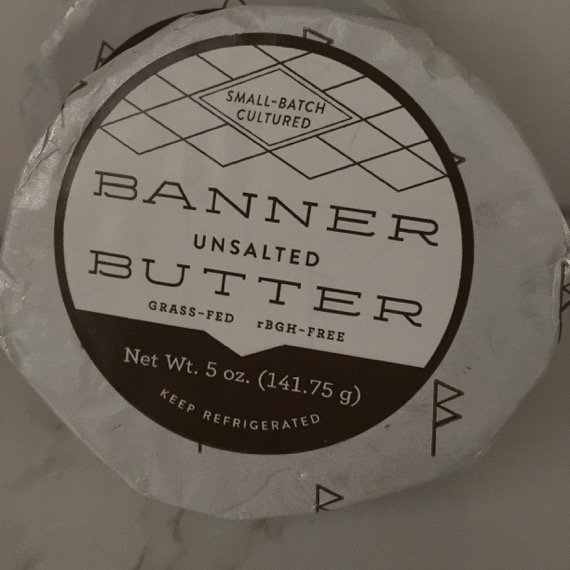 SMALL-BATCH
CULTURED
BANNER
UNSALTED
BUTTER
GRASS-FED rBGH-FREE
Net Wt. 5 oz. (141.75 g)
KEEP REFRIGERATED